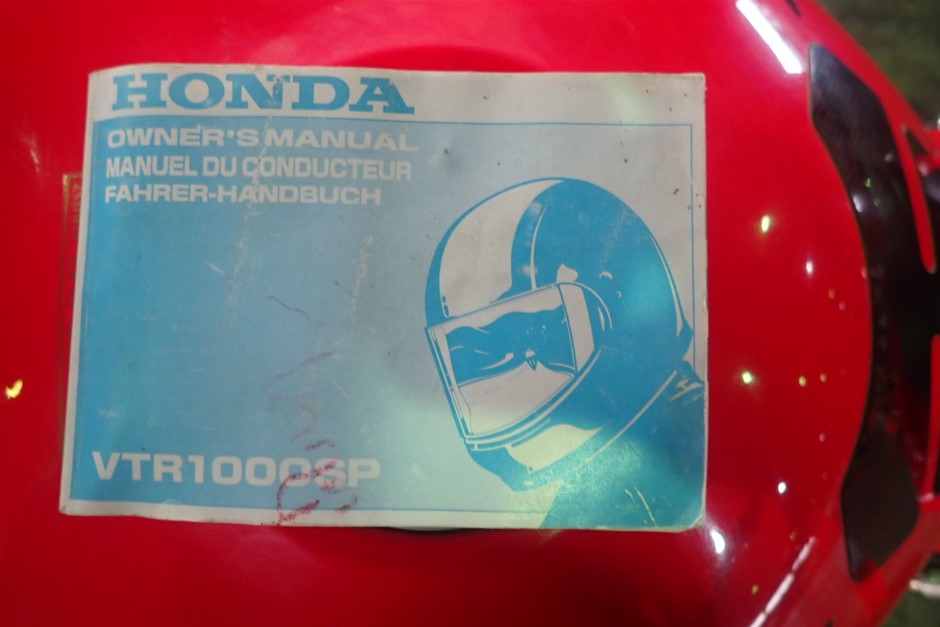 HONDA
OWNER'S MANUAL
MANUEL DU CONDUCTEUR
FAHRER-HANDBUCH
VTR1000SP